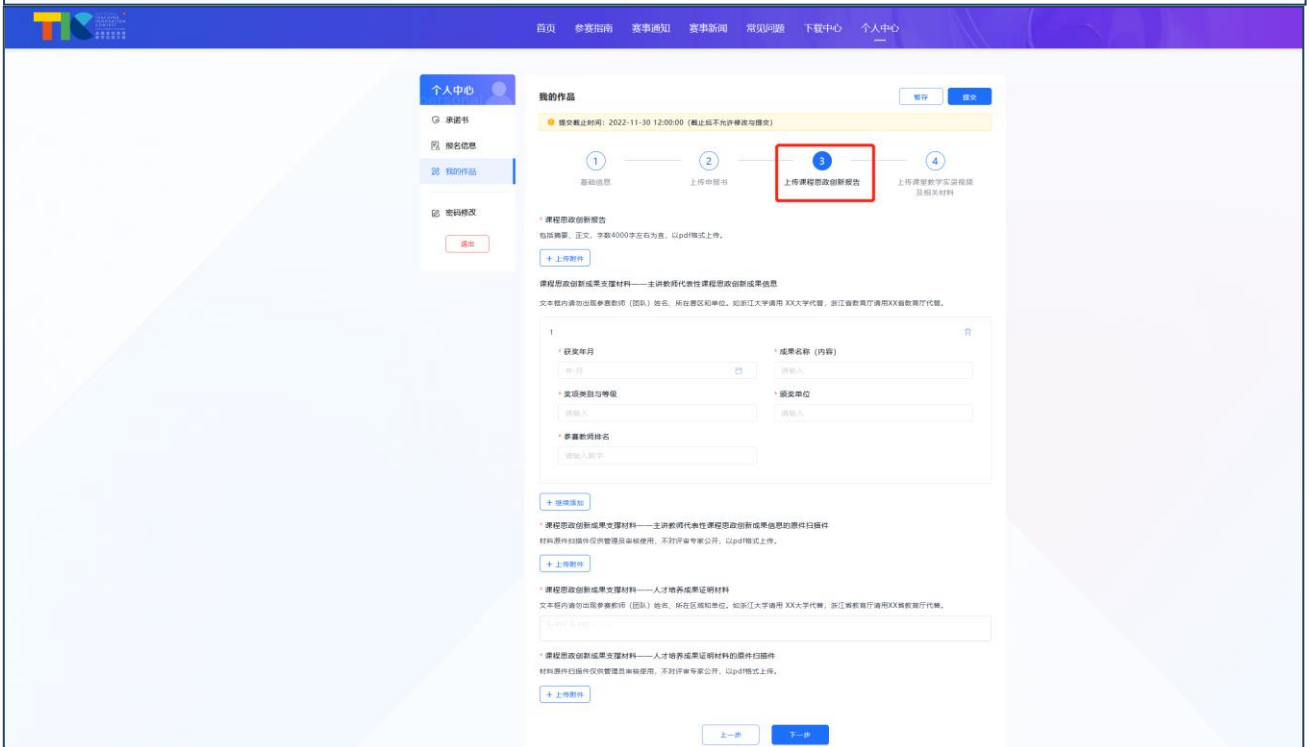 TIC
首页 参赛指南 赛事通知 赛事新闻 常见问题 下载中心 个人中心
个人中心
承诺书
报名信息
我的作品
密码修改
退出
我的作品
暂存
提交
提交截止时间：2022-11-30 12:00:00（截止后不允许修改与提交）
1
2
3
4
基础信息
上传申报书
上传课程思政创新报告
上传课堂教学实录视频
及相关材料
* 课程思政创新报告
包括摘要、正文，字数4000字左右为宜，以pdf格式上传。
+ 上传附件
课程思政创新成果支撑材料——主讲教师代表性课程思政创新成果信息
文本框内请勿出现参赛教师（团队）姓名、所在赛区和单位。如浙江大学请用 XX大学代替，浙江省教育厅请用XX省教育厅代替。
1
* 获奖年月
* 成果名称（内容）
年-月
请输入
* 奖项类别与等级
* 颁奖单位
请输入
请输入
* 参赛教师排名
请输入数字
+ 继续添加
* 课程思政创新成果支撑材料——主讲教师代表性课程思政创新成果信息的原件扫描件
材料原件扫描件仅供管理员审核使用，不对评审专家公开，以pdf格式上传。
+ 上传附件
* 课程思政创新成果支撑材料——人才培养成果证明材料
文本框内请勿出现参赛教师（团队）姓名、所在区域和单位。如浙江大学请用 XX大学代替，浙江省教育厅请用XX省教育厅代替。
* 课程思政创新成果支撑材料——人才培养成果证明材料的原件扫描件
材料原件扫描件仅供管理员审核使用，不对评审专家公开，以pdf格式上传。
+ 上传附件
上一步
下一步